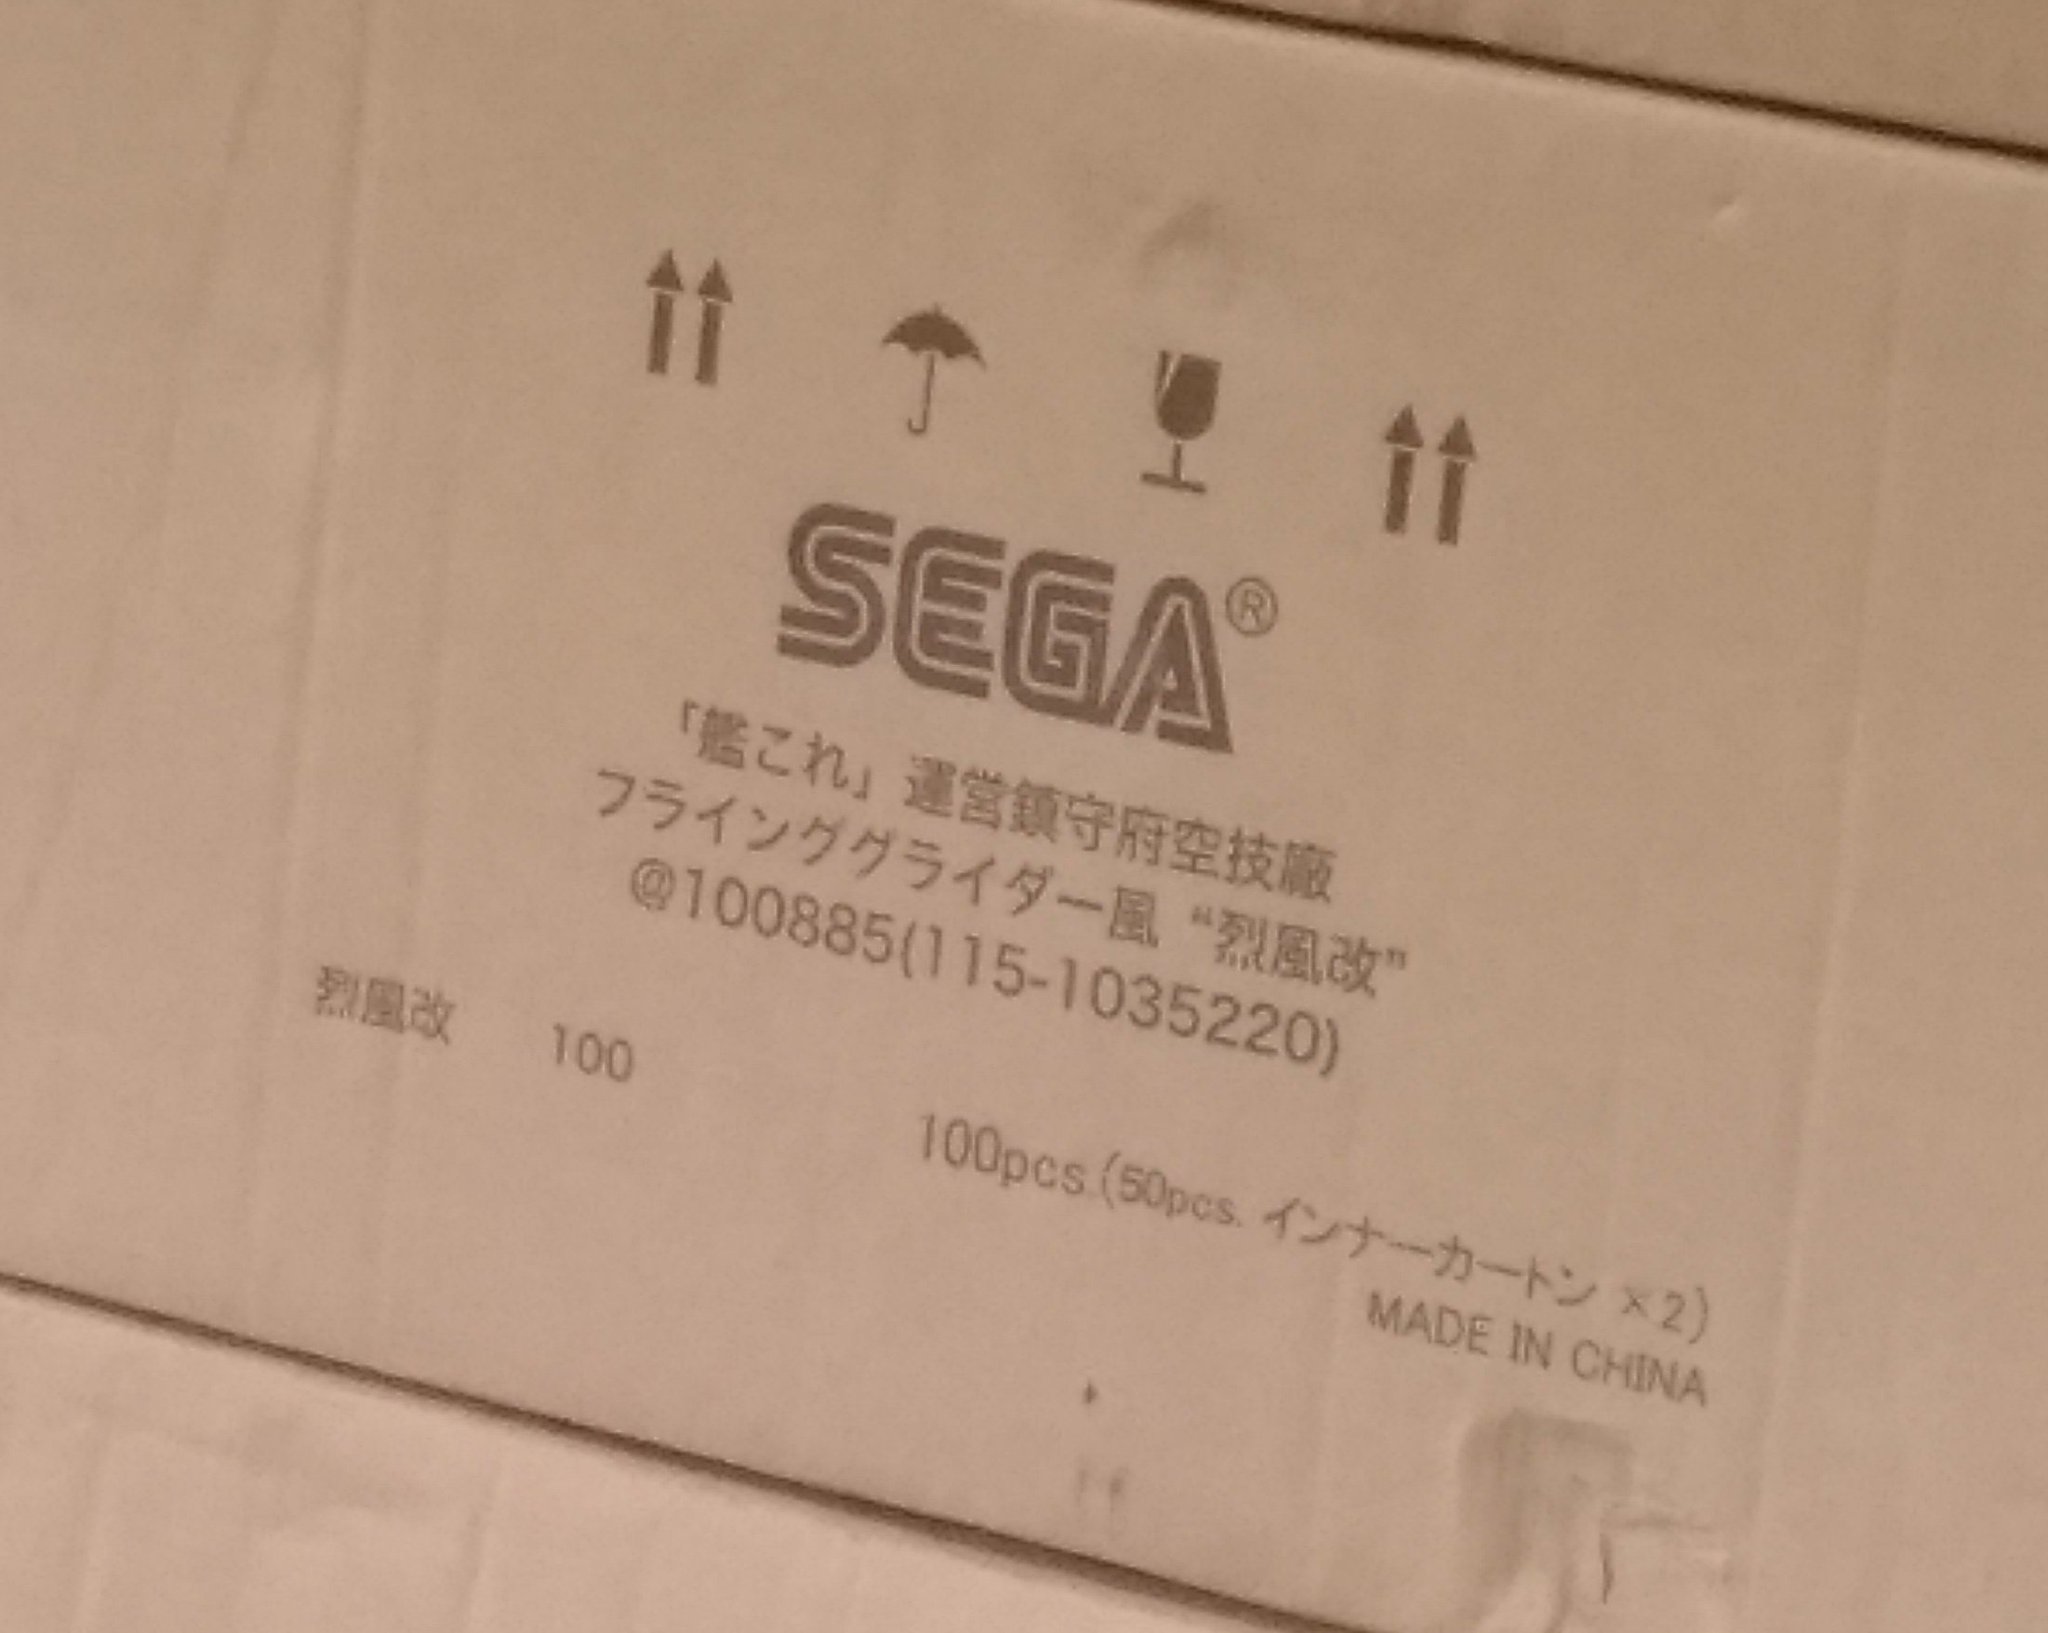 SEGA®
「艦これ」運営鎮守府空技廠
フラインググライダー風 “烈風改”
@100885(115-1035220)
烈風改 100
100pcs.(50pcs. インナーカートン ×2)
MADE IN CHINA